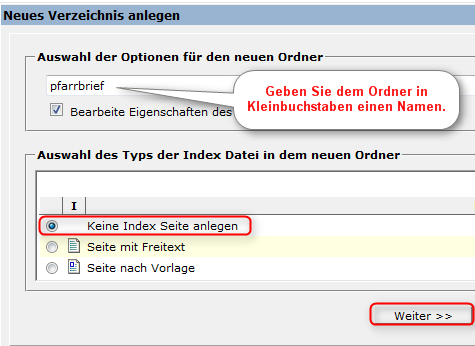 Neues Verzeichnis anlegen
Auswahl der Optionen für den neuen Ordner
pfarrbrief
Geben Sie dem Ordner in
Kleinbuchstaben einen Namen.
Bearbeite Eigenschaften des
Auswahl des Typs der Index Datei in dem neuen Ordner
I
Keine Index Seite anlegen
Seite mit Freitext
Seite nach Vorlage
Weiter >>